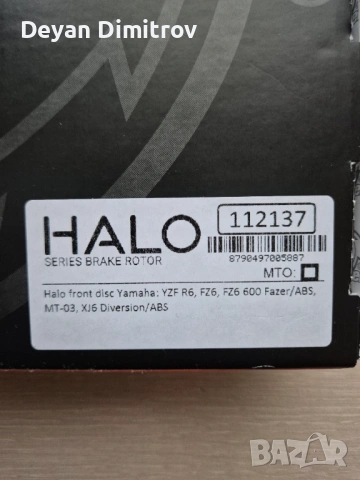 Deyan Dimitrov
HALO
112137
SERIES BRAKE ROTOR
8790497005887
MTO:
Halo front disc Yamaha: YZF R6, FZ6, FZ6 600 Fazer/ABS,
MT-03, XJ6 Diversion/ABS
bazar